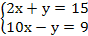 2x + y = 15
10x − y = 9